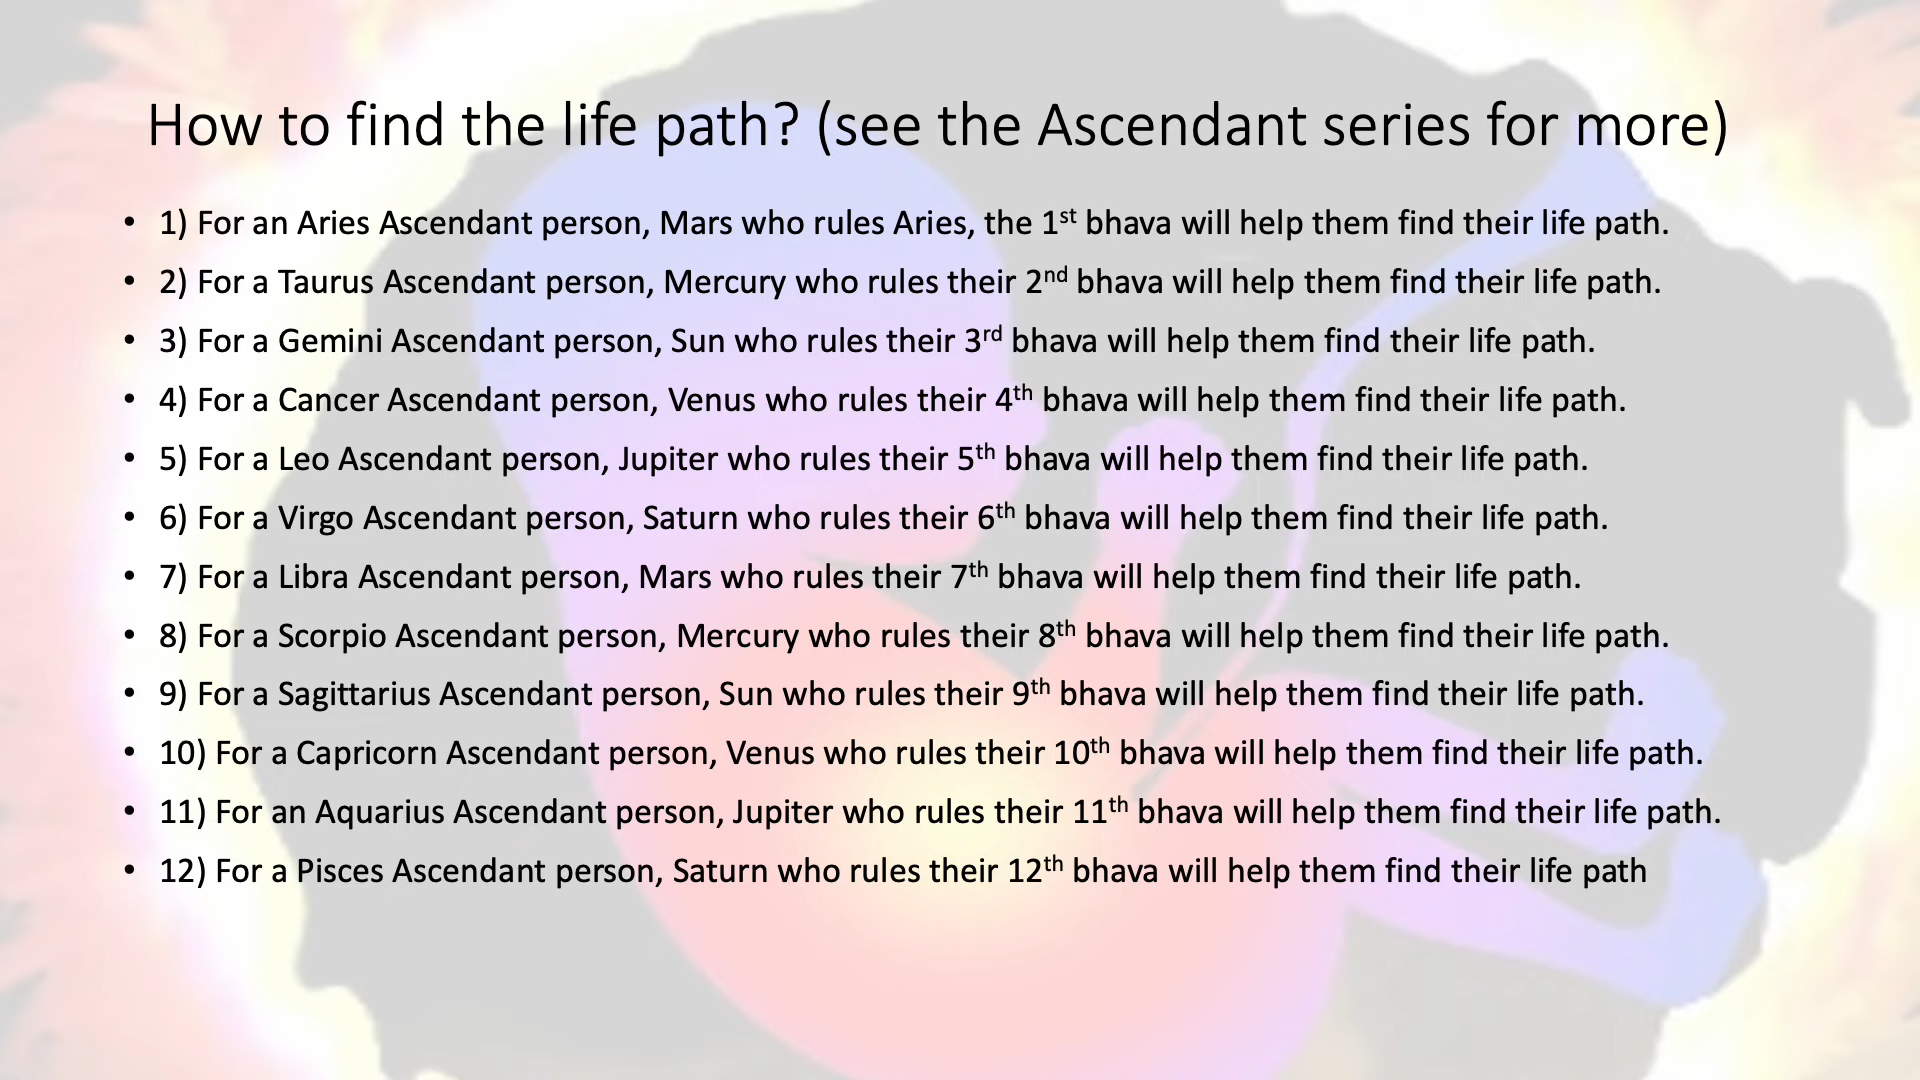 How to find the life path? (see the Ascendant series for more)
• 1) For an Aries Ascendant person, Mars who rules Aries, the 1st bhava will help them find their life path.
• 2) For a Taurus Ascendant person, Mercury who rules their 2nd bhava will help them find their life path.
• 3) For a Gemini Ascendant person, Sun who rules their 3rd bhava will help them find their life path.
• 4) For a Cancer Ascendant person, Venus who rules their 4th bhava will help them find their life path.
• 5) For a Leo Ascendant person, Jupiter who rules their 5th bhava will help them find their life path.
• 6) For a Virgo Ascendant person, Saturn who rules their 6th bhava will help them find their life path.
• 7) For a Libra Ascendant person, Mars who rules their 7th bhava will help them find their life path.
• 8) For a Scorpio Ascendant person, Mercury who rules their 8th bhava will help them find their life path.
• 9) For a Sagittarius Ascendant person, Sun who rules their 9th bhava will help them find their life path.
• 10) For a Capricorn Ascendant person, Venus who rules their 10th bhava will help them find their life path.
• 11) For an Aquarius Ascendant person, Jupiter who rules their 11th bhava will help them find their life path.
• 12) For a Pisces Ascendant person, Saturn who rules their 12th bhava will help them find their life path